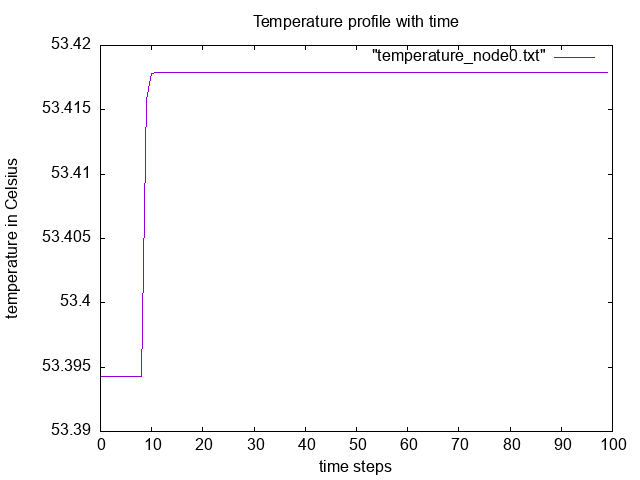 Temperature profile with time
"temperature_node0.txt"
temperature in Celsius
53.42
53.415
53.41
53.405
53.4
53.395
53.39
0 10 20 30 40 50 60 70 80 90 100
time steps